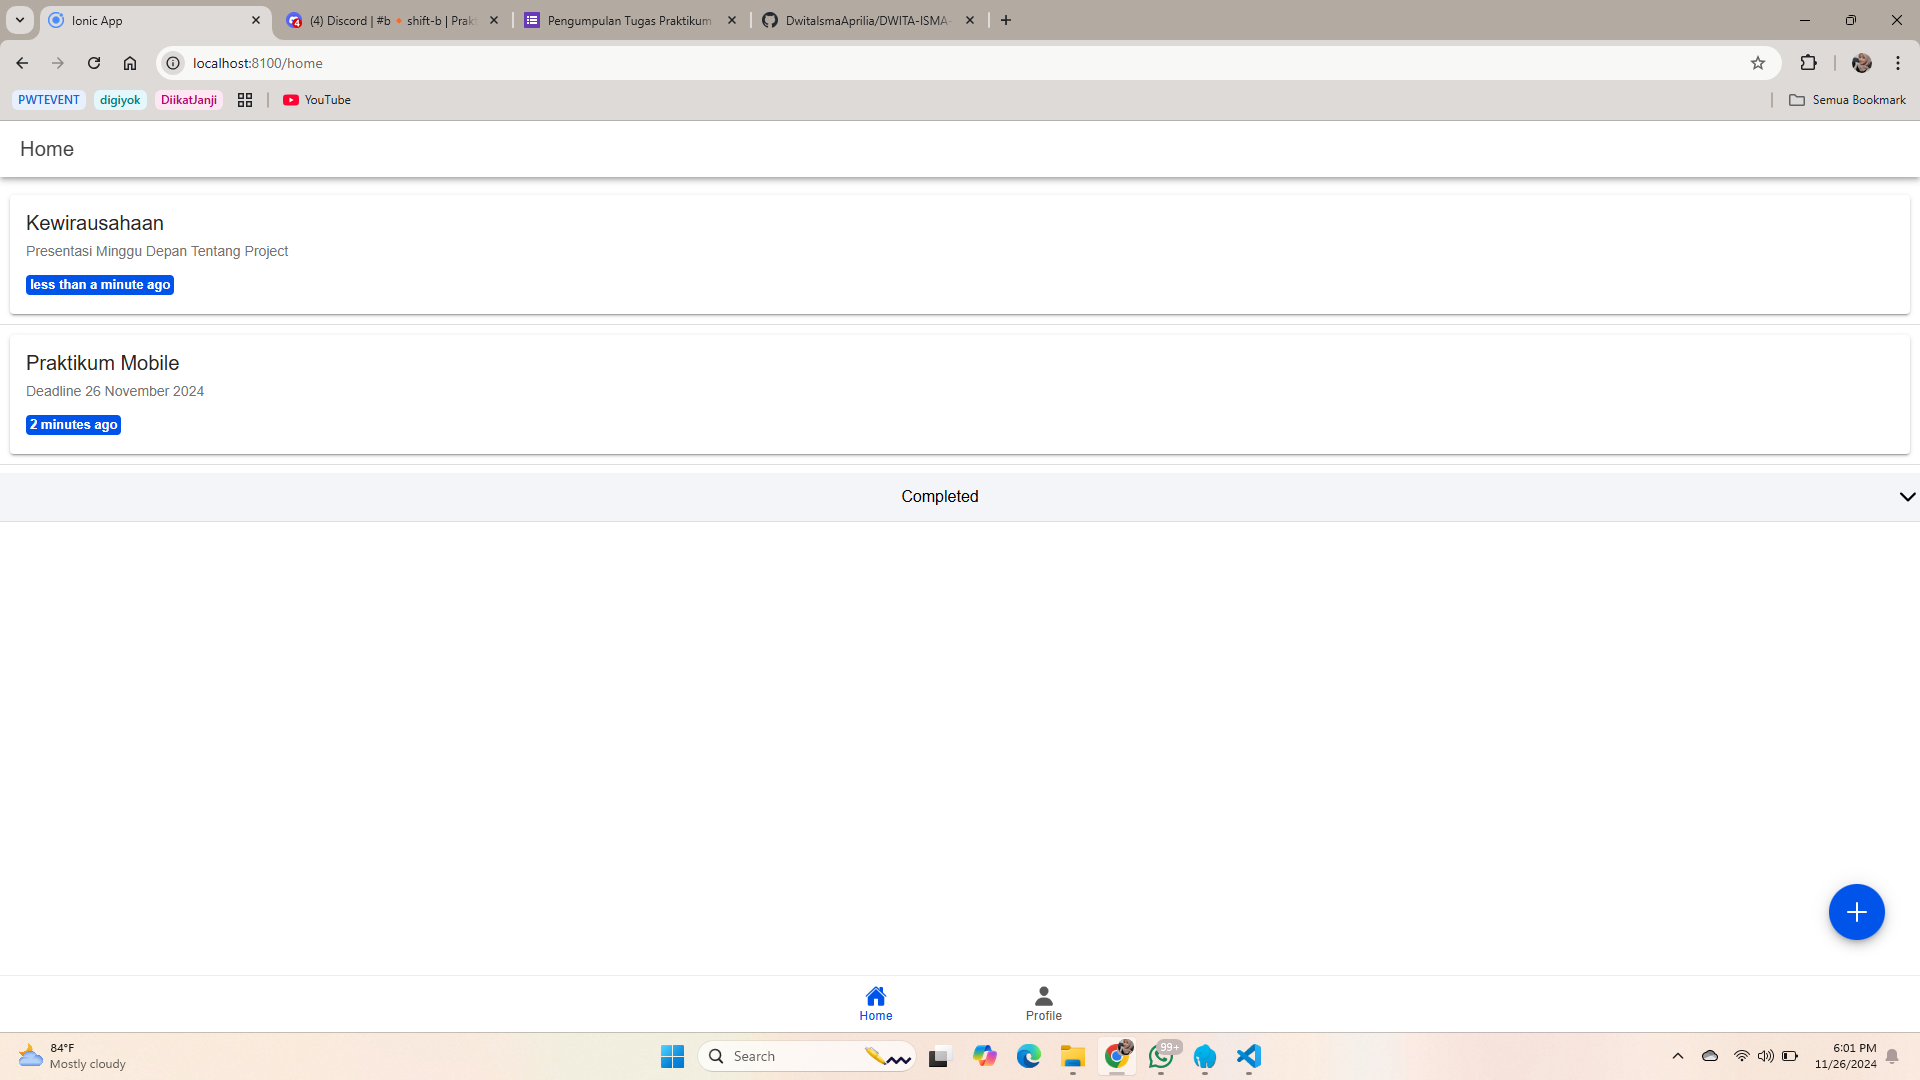 Ionic App
(4) Discord | #b 🔸 shift-b | Prak
Pengumpulan Tugas Praktikum
DwitaIsmaAprilia/DWITA-ISMA-
localhost:8100/home
PWTEVENT
digiyok
DiikatJanji
YouTube
Semua Bookmark
Home
Kewirausahaan
Presentasi Minggu Depan Tentang Project
less than a minute ago
Praktikum Mobile
Deadline 26 November 2024
2 minutes ago
Completed
Home
Profile
84°F
Mostly cloudy
Search
99+
6:01 PM
11/26/2024